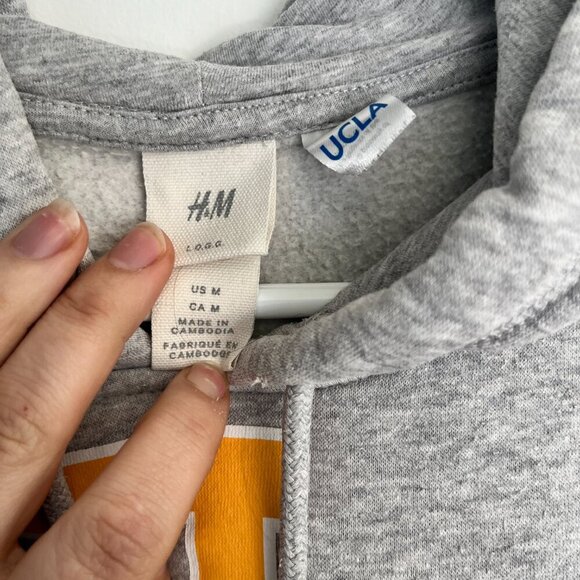 UCLA
H&M
L.O.G.G.
US M
CA M
MADE IN
CAMBODIA
FABRIQUÉ EN
CAMBODGE